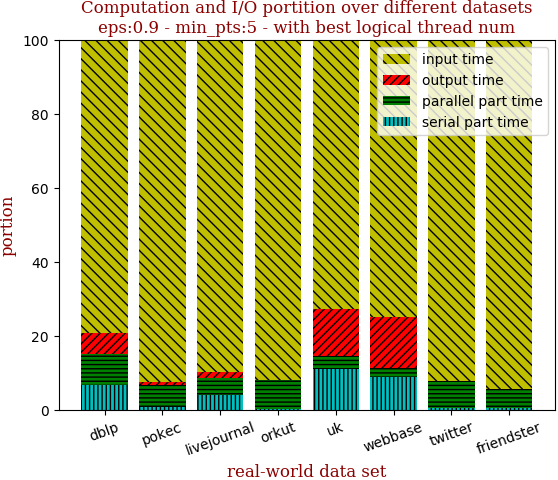 Computation and I/O portition over different datasets
eps:0.9 - min_pts:5 - with best logical thread num
100
80
60
40
20
0
portion
input time
output time
parallel part time
serial part time
dblp
pokec
livejournal
orkut
uk
webbase
twitter
friendster
real-world data set